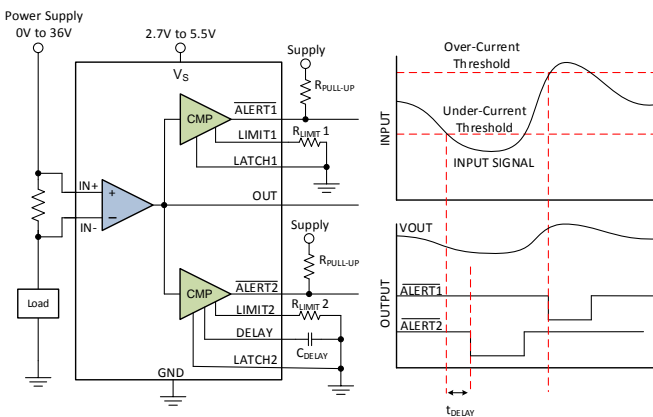 Power Supply
0V to 36V
2.7V to 5.5V
VS
Supply
RPULL-UP
CMP
ALERT1
LIMIT1
RLIMIT 1
LATCH1
IN+
+
−
IN-
OUT
Supply
RPULL-UP
CMP
ALERT2
LIMIT2
RLIMIT 2
DELAY
CDELAY
LATCH2
Load
GND
Over-Current
Threshold
Under-Current
Threshold
INPUT SIGNAL
INPUT
VOUT
ALERT1
ALERT2
OUTPUT
tDELAY